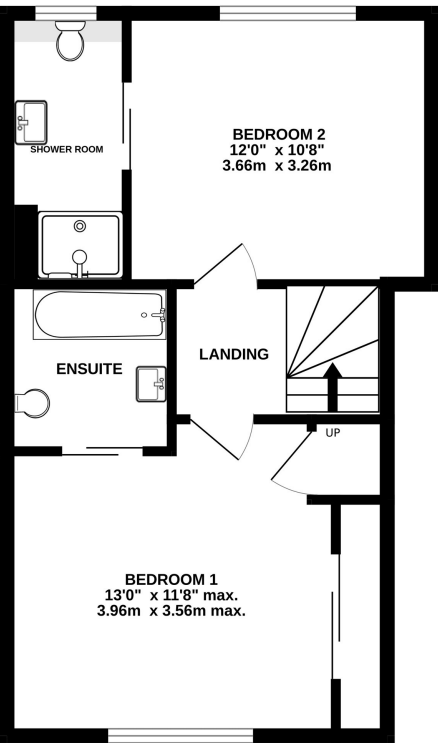 BEDROOM 2
12'0" x 10'8"
3.66m x 3.26m
SHOWER ROOM
LANDING
ENSUITE
UP
BEDROOM 1
13'0" x 11'8" max.
3.96m x 3.56m max.